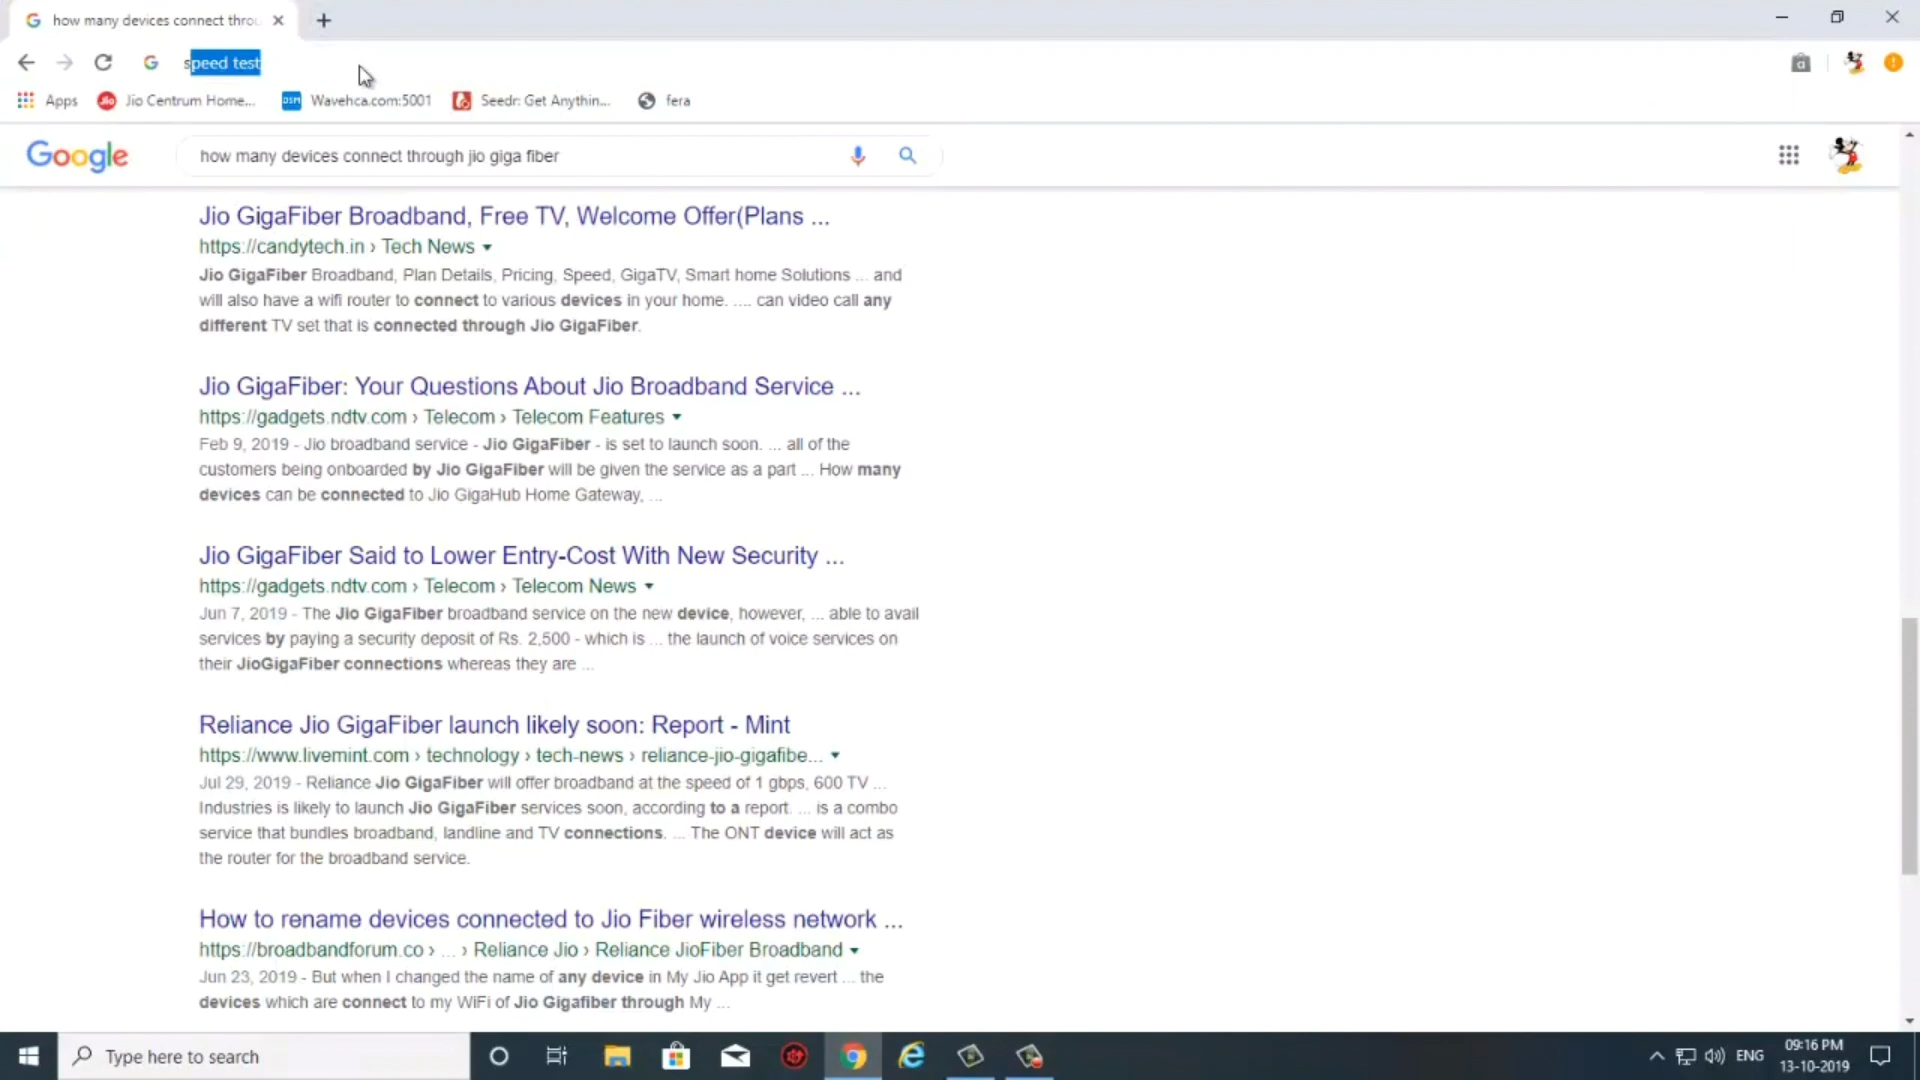 how many devices connect throu
speed test
Apps
Jio
Jio Centrum Home...
DSM
Wavehca.com:5001
Seedr: Get Anythin...
fera
Google
how many devices connect through jio giga fiber
Jio GigaFiber Broadband, Free TV, Welcome Offer(Plans ...
https://candytech.in › Tech News
Jio GigaFiber Broadband, Plan Details, Pricing, Speed, GigaTV, Smart home Solutions ... and
will also have a wifi router to connect to various devices in your home. .... can video call any
different TV set that is connected through Jio GigaFiber.
Jio GigaFiber: Your Questions About Jio Broadband Service ...
https://gadgets.ndtv.com › Telecom › Telecom Features
Feb 9, 2019 - Jio broadband service - Jio GigaFiber - is set to launch soon. ... all of the
customers being onboarded by Jio GigaFiber will be given the service as a part ... How many
devices can be connected to Jio GigaHub Home Gateway, ...
Jio GigaFiber Said to Lower Entry-Cost With New Security ...
https://gadgets.ndtv.com › Telecom › Telecom News
Jun 7, 2019 - The Jio GigaFiber broadband service on the new device, however, ... able to avail
services by paying a security deposit of Rs. 2,500 - which is ... the launch of voice services on
their JioGigaFiber connections whereas they are ...
Reliance Jio GigaFiber launch likely soon: Report - Mint
https://www.livemint.com › technology › tech-news › reliance-jio-gigafibe...
Jul 29, 2019 - Reliance Jio GigaFiber will offer broadband at the speed of 1 gbps, 600 TV ...
Industries is likely to launch Jio GigaFiber services soon, according to a report. ... is a combo
service that bundles broadband, landline and TV connections. ... The ONT device will act as
the router for the broadband service.
How to rename devices connected to Jio Fiber wireless network ...
https://broadbandforum.co › ... › Reliance Jio › Reliance JioFiber Broadband
Jun 23, 2019 - But when I changed the name of any device in My Jio App it get revert ... the
devices which are connect to my WiFi of Jio Gigafiber through My ...
Type here to search
ENG
09:16 PM
13-10-2019